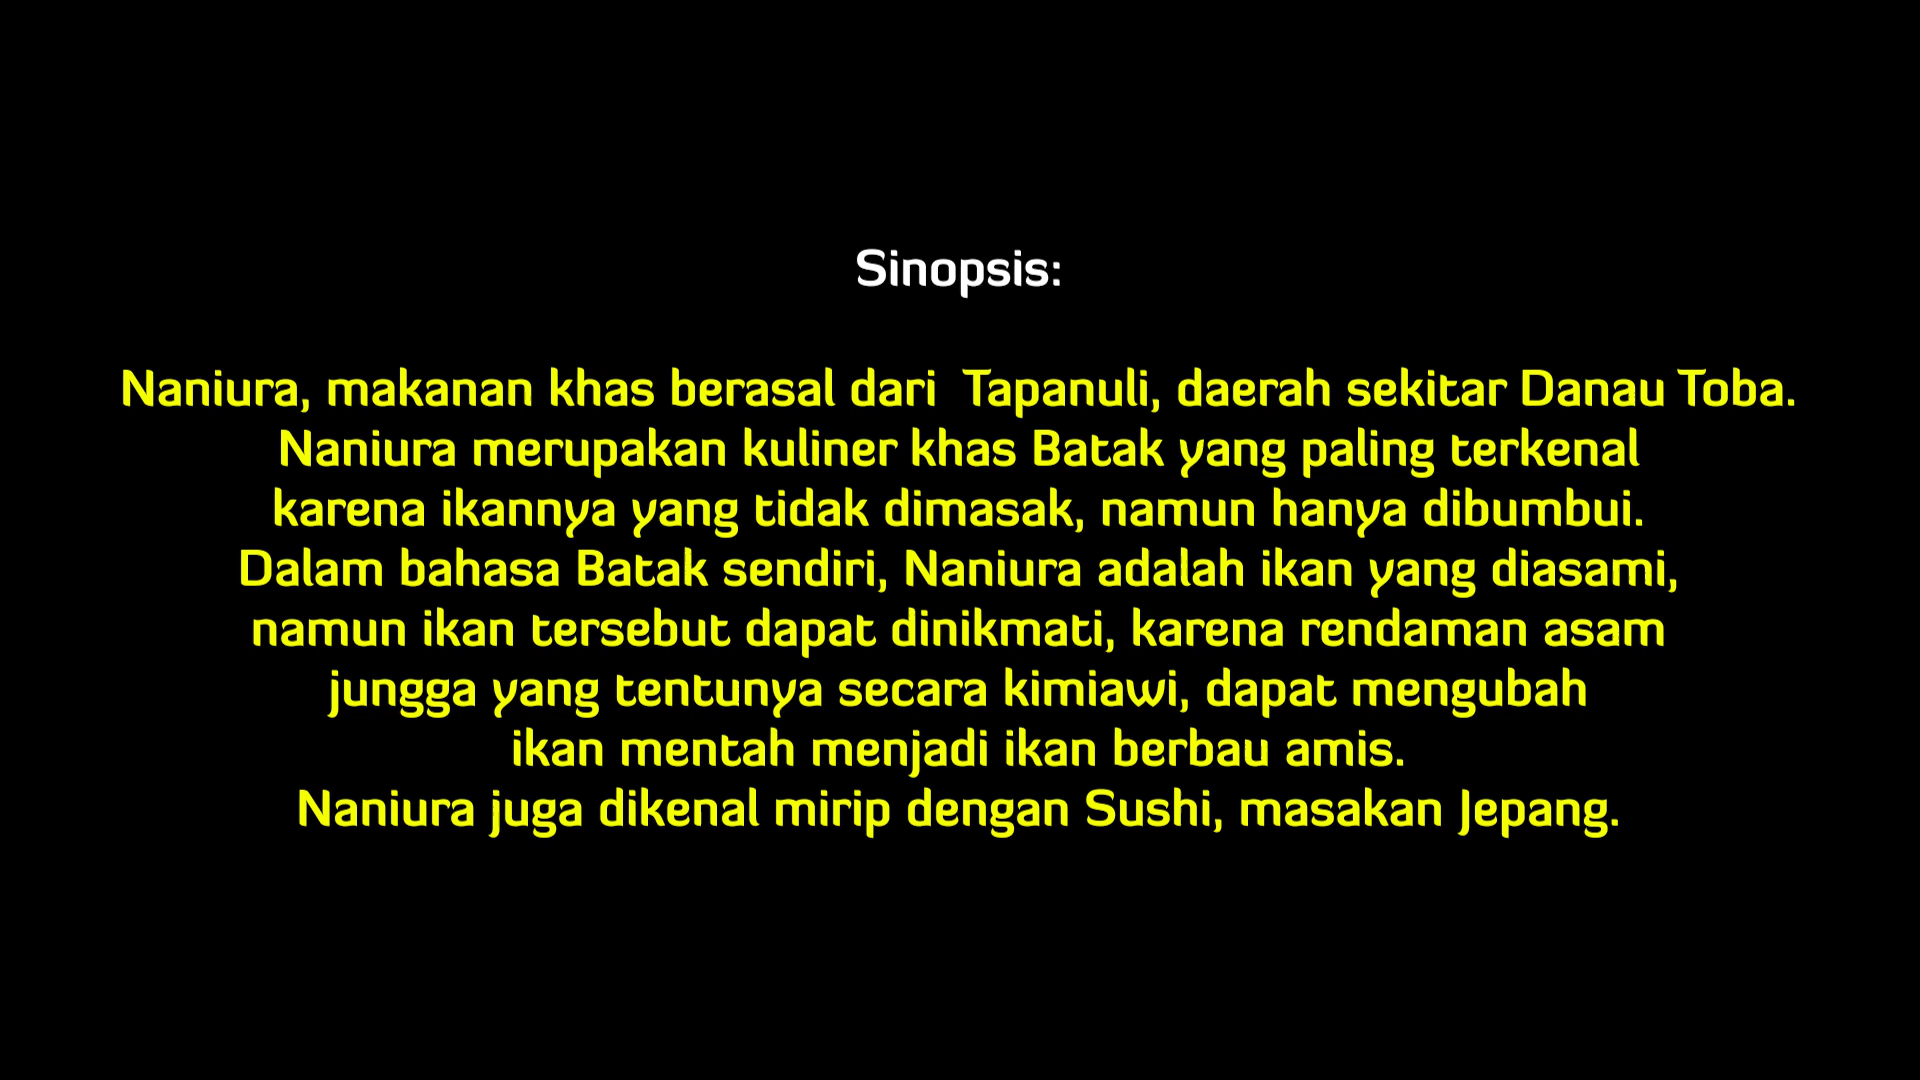 Sinopsis:
Naniura, makanan khas berasal dari  Tapanuli, daerah sekitar Danau Toba.
Naniura merupakan kuliner khas Batak yang paling terkenal
karena ikannya yang tidak dimasak, namun hanya dibumbui.
Dalam bahasa Batak sendiri, Naniura adalah ikan yang diasami,
namun ikan tersebut dapat dinikmati, karena rendaman asam
jungga yang tentunya secara kimiawi, dapat mengubah
ikan mentah menjadi ikan berbau amis.
Naniura juga dikenal mirip dengan Sushi, masakan Jepang.